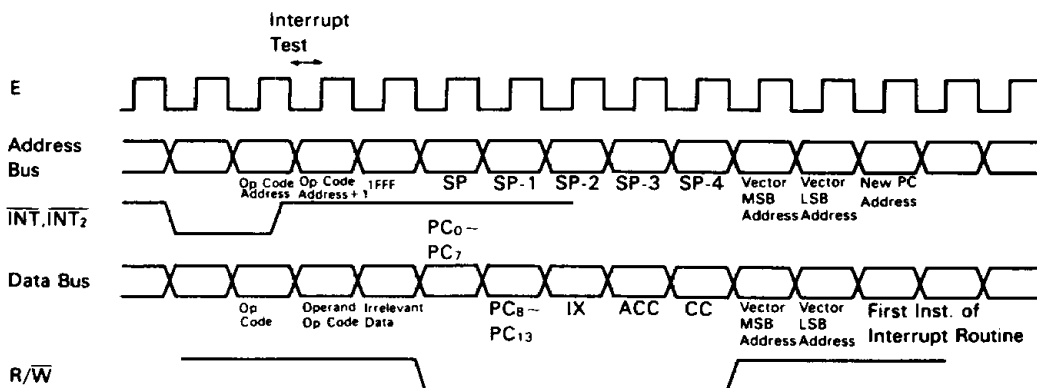 Interrupt
Test
E
Address
Bus
Op Code
Address
Op Code
Address + 1
1FFF
SP
SP-1
SP-2
SP-3
SP-4
Vector
MSB
Address
Vector
LSB
Address
New PC
Address
INT, INT2
PC0~
PC7
Data Bus
Op
Code
Operand
Op Code
Irrelevant
Data
PC8~
PC13
IX
ACC
CC
Vector
MSB
Address
Vector
LSB
Address
First Inst. of
Interrupt Routine
R/W